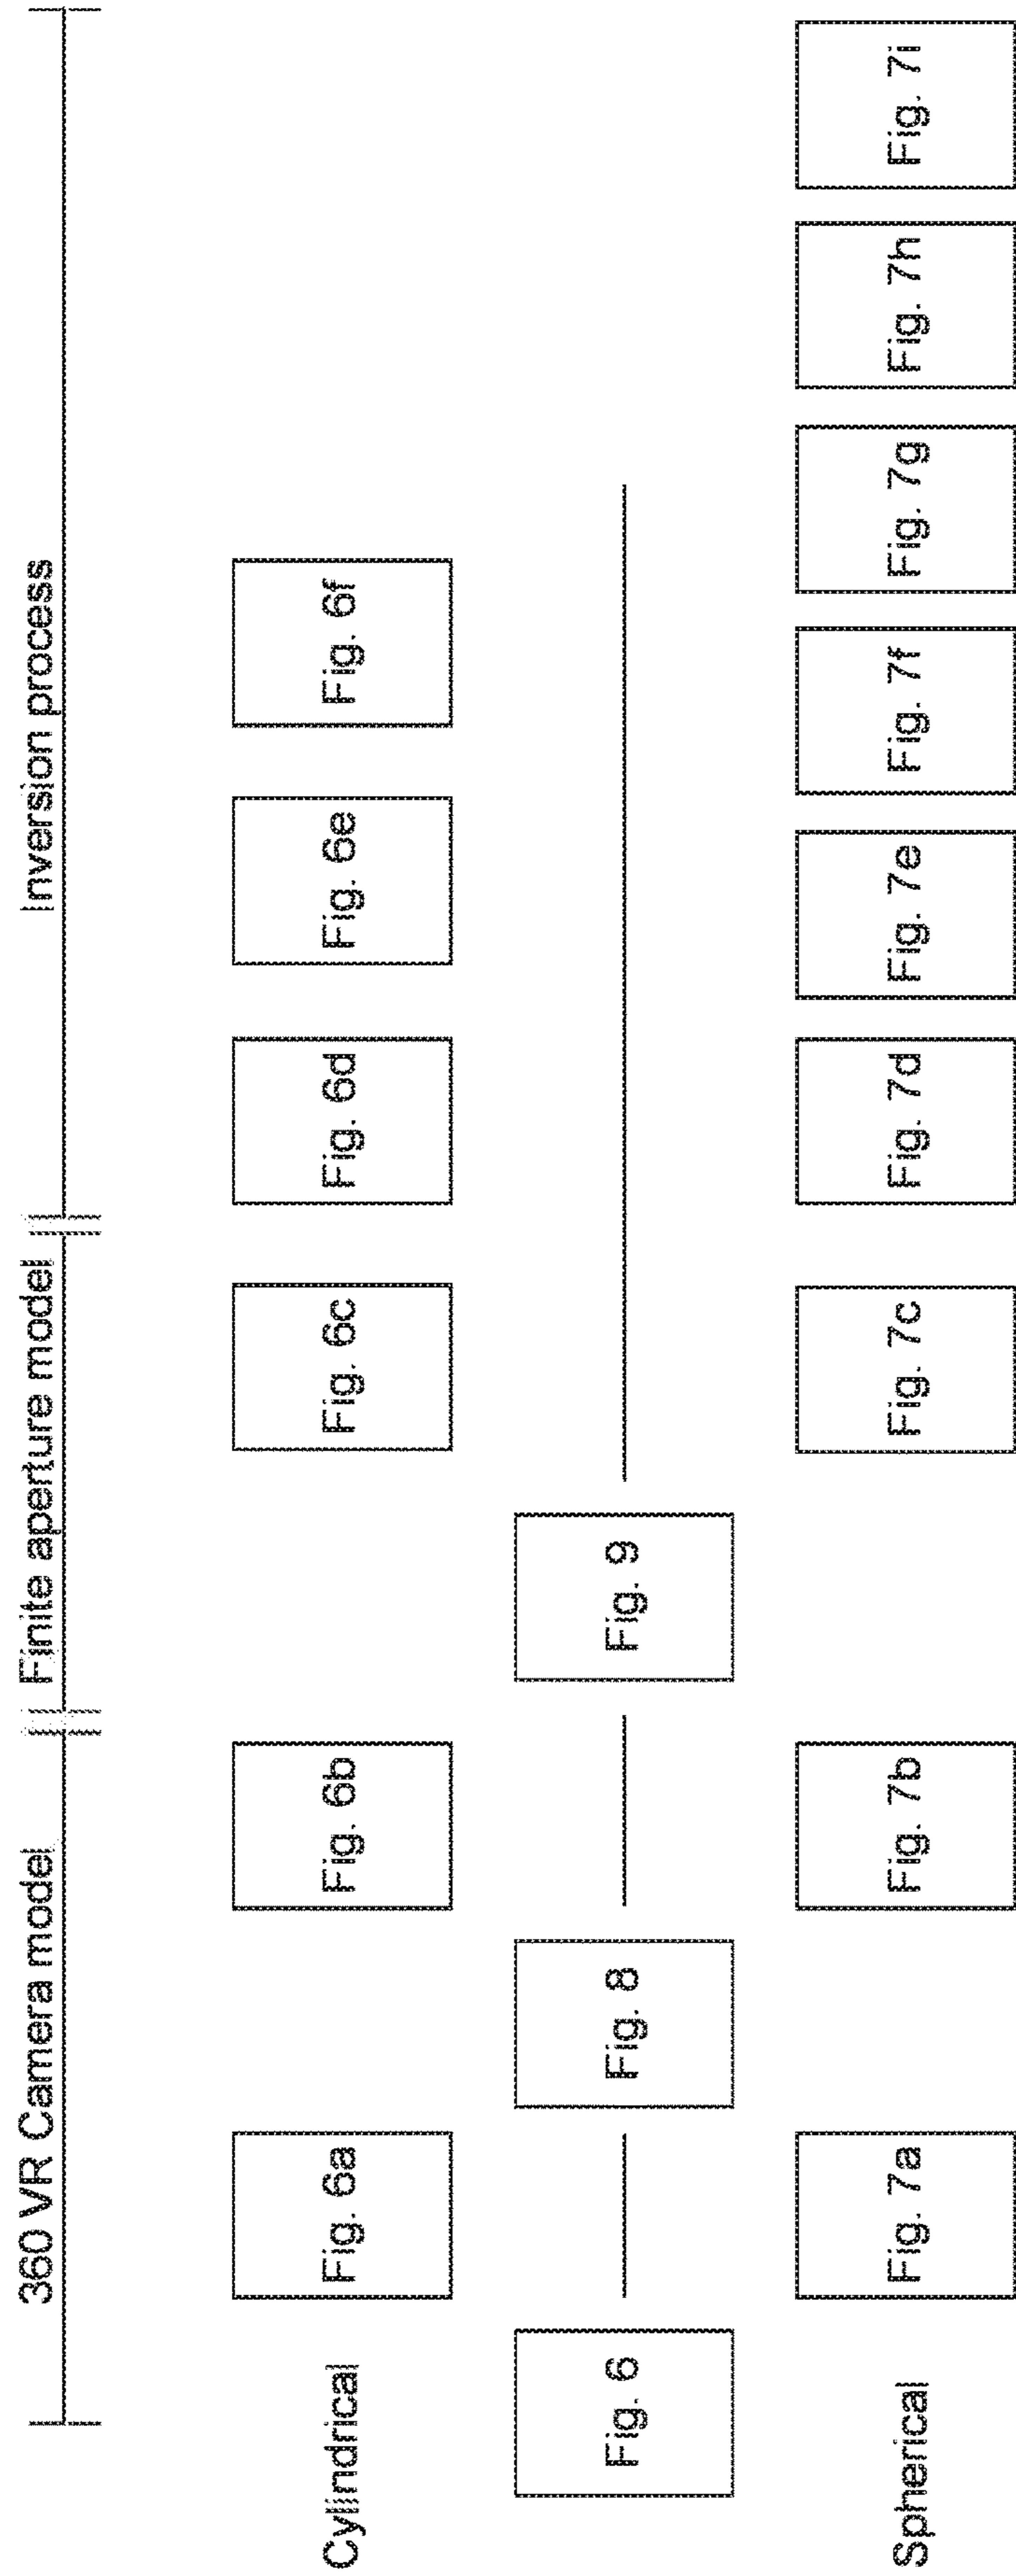 360 VR Camera model
Finite aperture model
Inversion process
Cylindrical
Fig. 6a
Fig. 6b
Fig. 6c
Fig. 6d
Fig. 6e
Fig. 6f
Fig. 6
Fig. 8
Fig. 9
Spherical
Fig. 7a
Fig. 7b
Fig. 7c
Fig. 7d
Fig. 7e
Fig. 7f
Fig. 7g
Fig. 7h
Fig. 7i